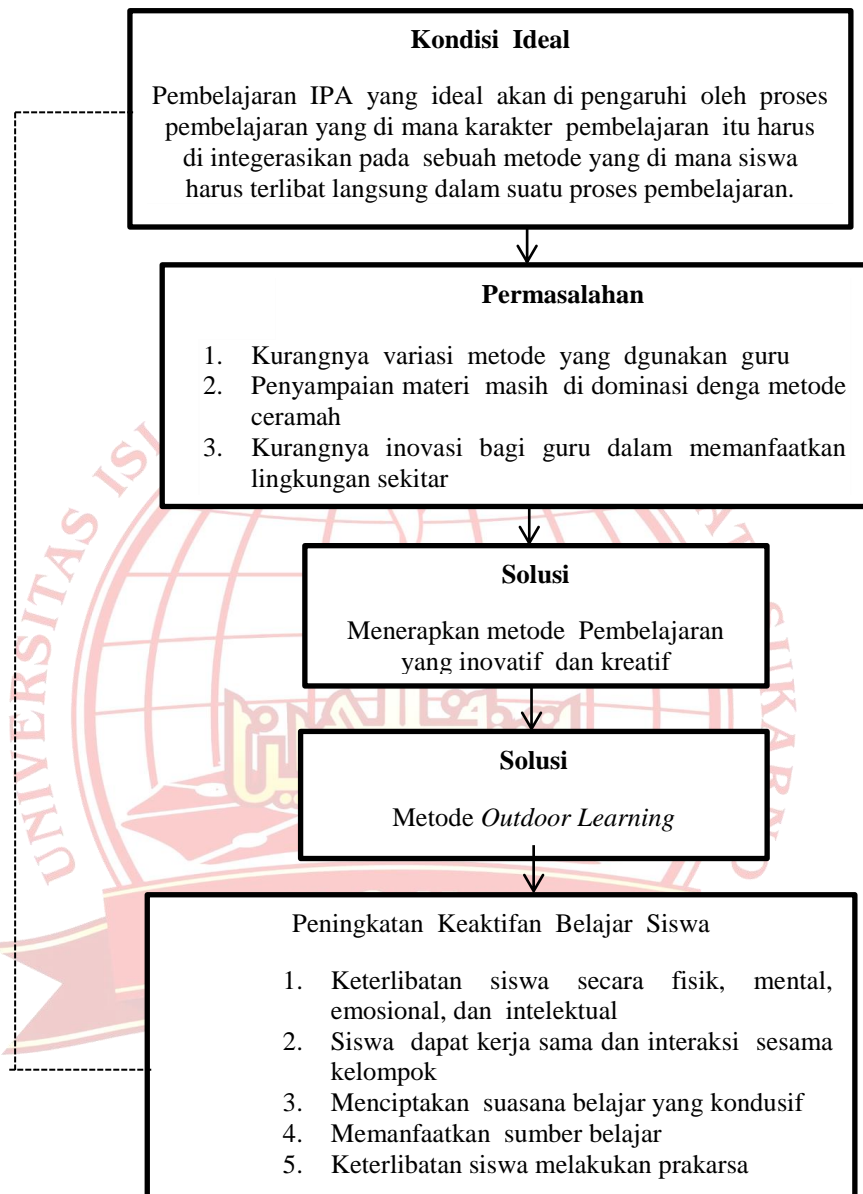 Kondisi Ideal
Pembelajaran IPA yang ideal akan di pengaruhi oleh proses
pembelajaran yang di mana karakter pembelajaran itu harus
di integerasikan pada sebuah metode yang di mana siswa
harus terlibat langsung dalam suatu proses pembelajaran.
Permasalahan
1. Kurangnya variasi metode yang dgunakan guru
2. Penyampaian materi masih di dominasi denga metode
ceramah
3. Kurangnya inovasi bagi guru dalam memanfaatkan
lingkungan sekitar
Solusi
Menerapkan metode Pembelajaran
yang inovatif dan kreatif
Solusi
Metode Outdoor Learning
Peningkatan Keaktifan Belajar Siswa
1. Keterlibatan siswa secara fisik, mental,
emosional, dan intelektual
2. Siswa dapat kerja sama dan interaksi sesama
kelompok
3. Menciptakan suasana belajar yang kondusif
4. Memanfaatkan sumber belajar
5. Keterlibatan siswa melakukan prakarsa
UNIVERSITAS